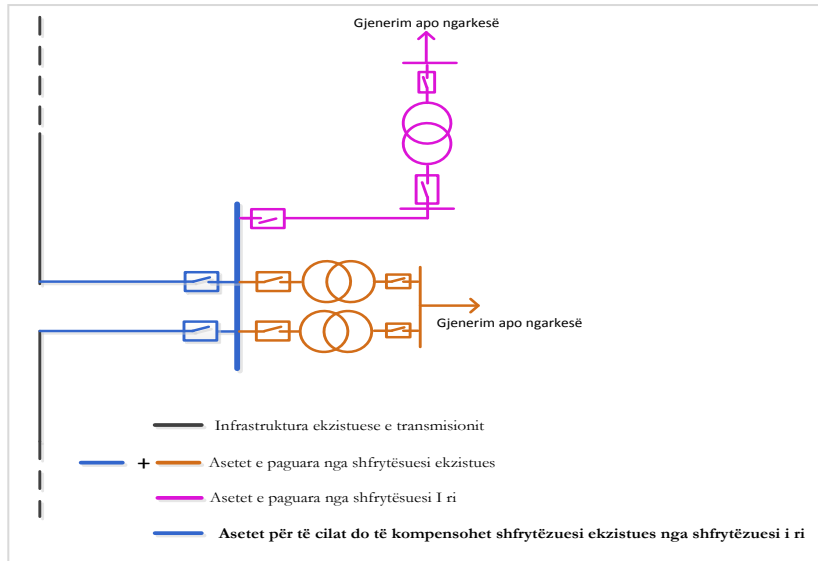 Gjenerim apo ngarkesë
Gjenerim apo ngarkesë
Infrastruktura ekzistuese e transmisionit
+ Asetet e paguara nga shfrytësuesi ekzistues
Asetet e paguara nga shfrytësuesi I ri
Asetet për të cilat do të kompensohet shfrytëzuesi ekzistues nga shfrytëzuesi i ri